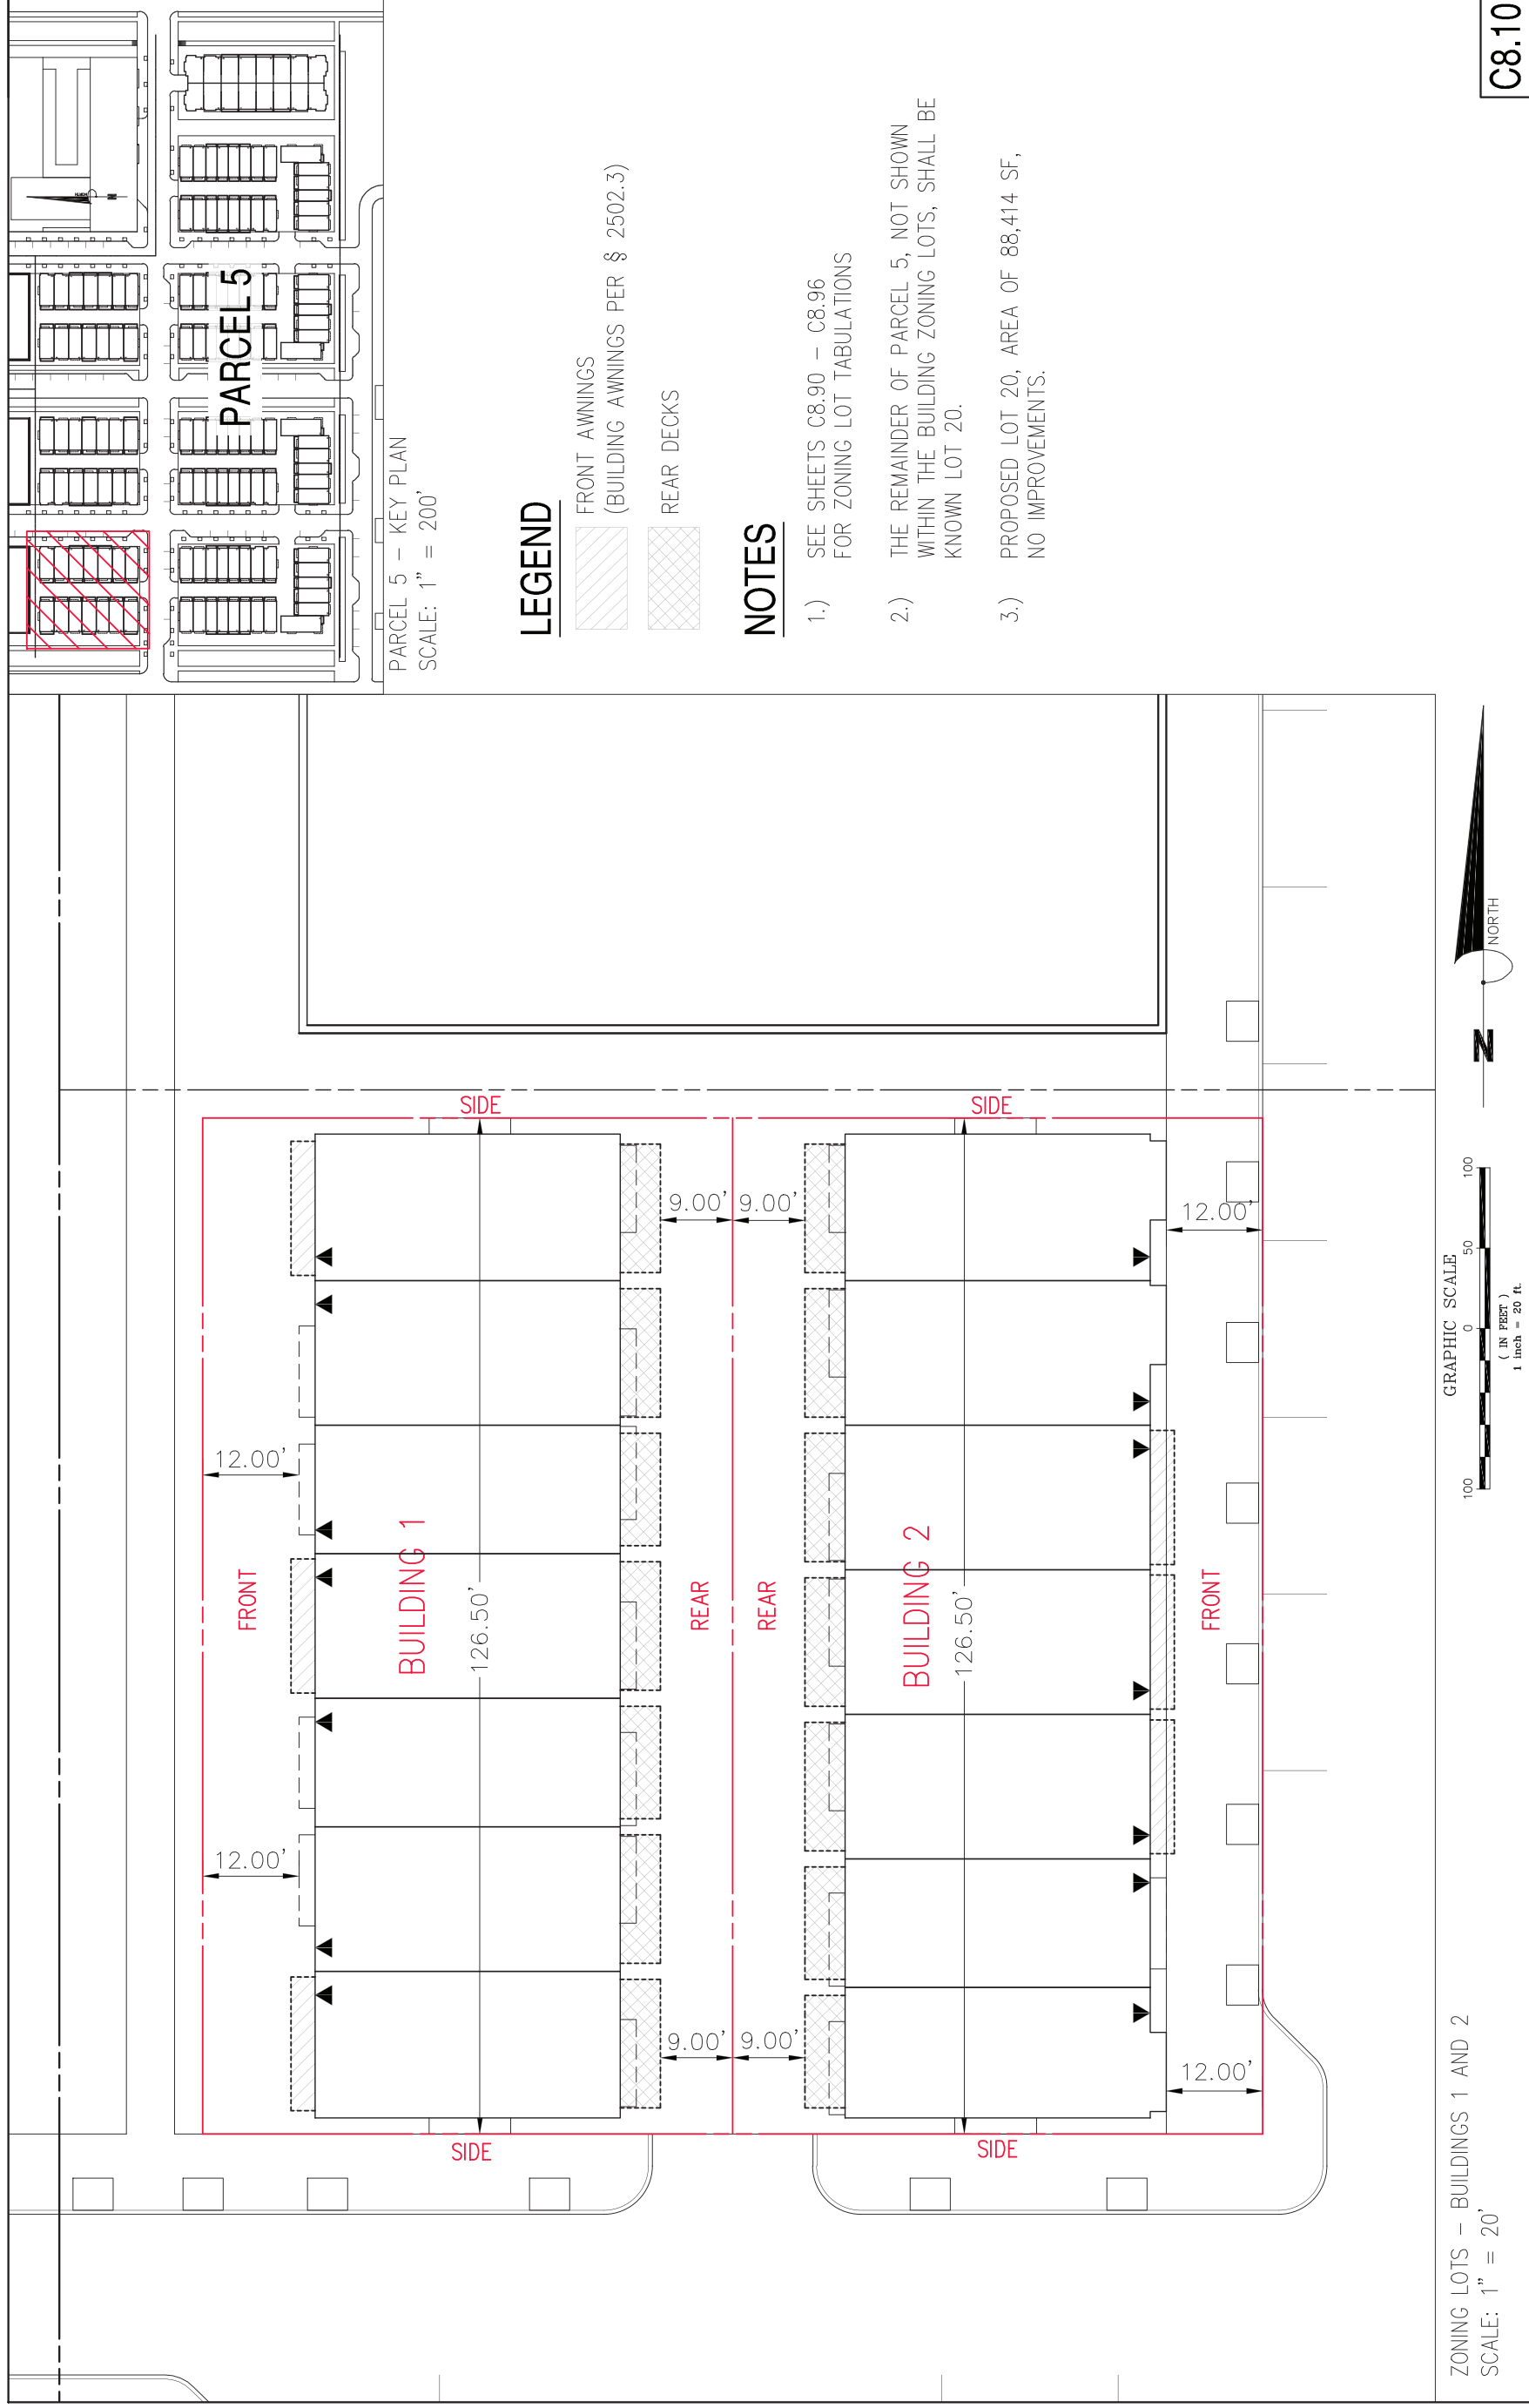 PARCEL 5
NORTH
N
PARCEL 5 – KEY PLAN
SCALE: 1" = 200'
LEGEND
FRONT AWNINGS
(BUILDING AWNINGS PER § 2502.3)
REAR DECKS
NOTES
1.) SEE SHEETS C8.90 – C8.96
FOR ZONING LOT TABULATIONS
2.) THE REMAINDER OF PARCEL 5, NOT SHOWN
WITHIN THE BUILDING ZONING LOTS, SHALL BE
KNOWN LOT 20.
3.) PROPOSED LOT 20, AREA OF 88,414 SF,
NO IMPROVEMENTS.
FRONT
12.00'
12.00'
SIDE
BUILDING 1
126.50'
SIDE
9.00'
REAR
9.00'
9.00'
REAR
9.00'
BUILDING 2
SIDE
126.50'
SIDE
12.00'
FRONT
12.00'
ZONING LOTS – BUILDINGS 1 AND 2
SCALE: 1" = 20'
GRAPHIC SCALE
100 0 50 100
( IN FEET )
1 inch = 20 ft.
N
NORTH
C8.10